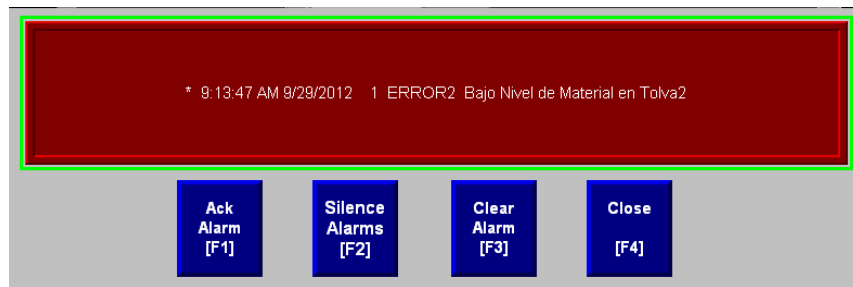 * 9:13:47 AM 9/29/2012 1 ERROR2 Bajo Nivel de Material en Tolva2
Ack
Alarm
[F1]
Silence
Alarms
[F2]
Clear
Alarm
[F3]
Close
[F4]